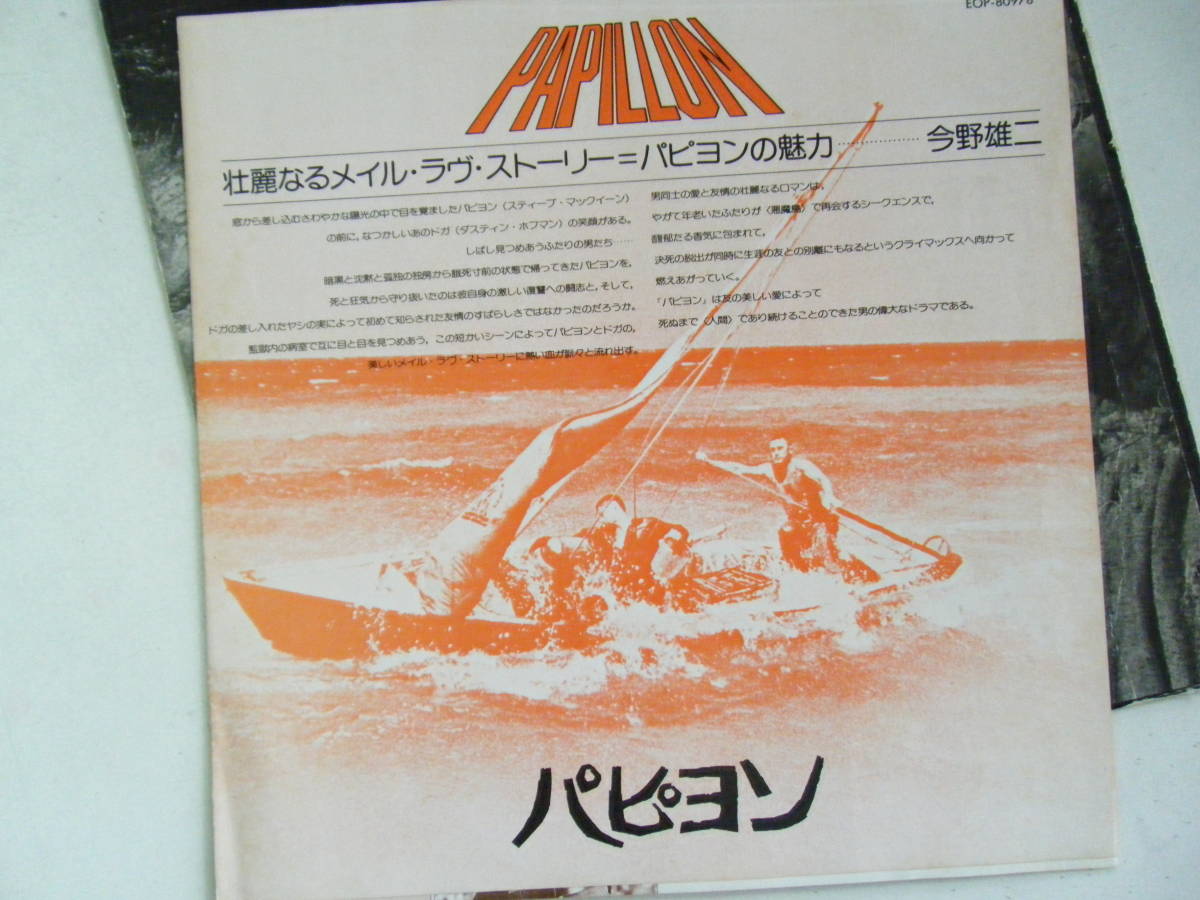 EOP-80978
PAPILLON
壮麗なるメイル・ラヴ・ストーリー=パピヨンの魅力……………今野雄二
窓から差し込むさわやかな曙光の中で目を覚ましたパピヨン（スティーブ・マックイーン）
の前に，なつかしいあのドガ（ダスティン・ホフマン）の笑顔がある。
しばし見つめあうふたりの男たち……
暗黒と沈黙と孤独の独房から餓死寸前の状態で帰ってきたパピヨンを，
死と狂気から守り抜いたのは彼自身の激しい復讐への闘志と，そして，
ドガの差し入れたヤシの実によって初めて知らされた友情のすばらしさではなかったのだろうか。
監獄内の病室で互に目と目を見つめあう，この短かいシーンによってパピヨンとドガの，
美しいメイル・ラヴ・ストーリーに熱い血が脈々と流れ出す。
男同士の愛と友情の壮麗なるロマンは，
やがて年老いたふたりが〈悪魔島〉で再会するシークエンスで，
馥郁たる香気に包まれて，
決死の脱出が同時に生涯の友との別離にもなるというクライマックスへ向かって
燃えあがっていく。
「パピヨン」は友の美しい愛によって
死ぬまで〈人間〉であり続けることのできた男の偉大なドラマである。
パピヨン